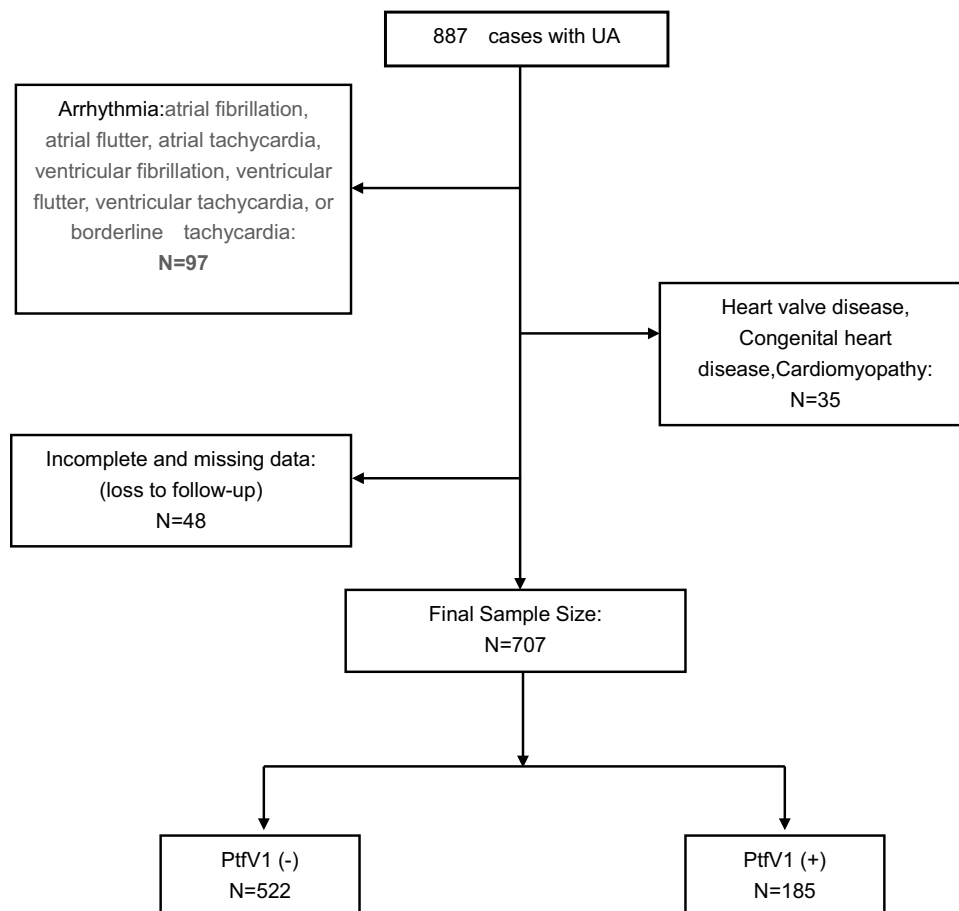 887 cases with UA
Arrhythmia:atrial fibrillation,
atrial flutter, atrial tachycardia,
ventricular fibrillation, ventricular
flutter, ventricular tachycardia, or
borderline tachycardia:
N=97
Heart valve disease,
Congenital heart
disease,Cardiomyopathy:
N=35
Incomplete and missing data:
(loss to follow-up)
N=48
Final Sample Size:
N=707
PtfV1 (-)
N=522
PtfV1 (+)
N=185